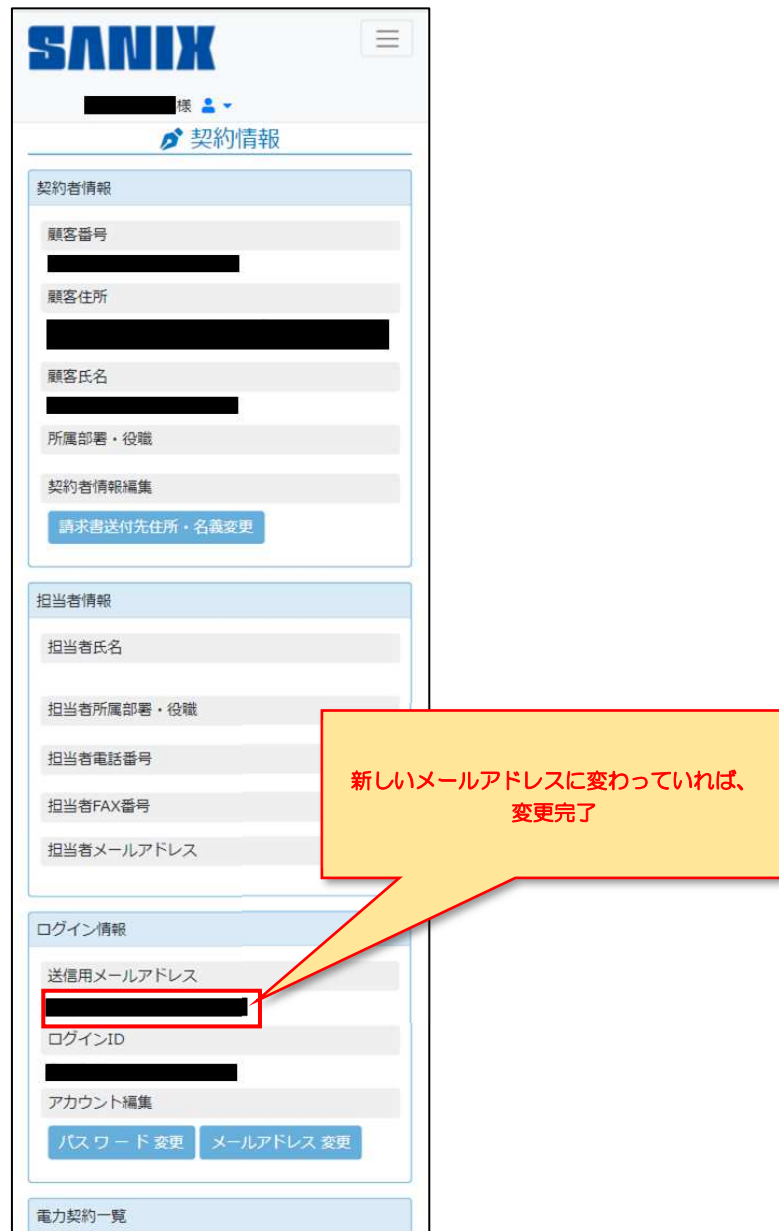 SANIX
様
契約情報
契約者情報
顧客番号
顧客住所
顧客氏名
所属部署・役職
契約者情報編集
請求書送付先住所・名義変更
担当者情報
担当者氏名
担当者所属部署・役職
担当者電話番号
担当者FAX番号
担当者メールアドレス
新しいメールアドレスに変わっていれば、
変更完了
ログイン情報
送信用メールアドレス
ログインID
アカウント編集
パスワード 変更
メールアドレス 変更
電力契約一覧